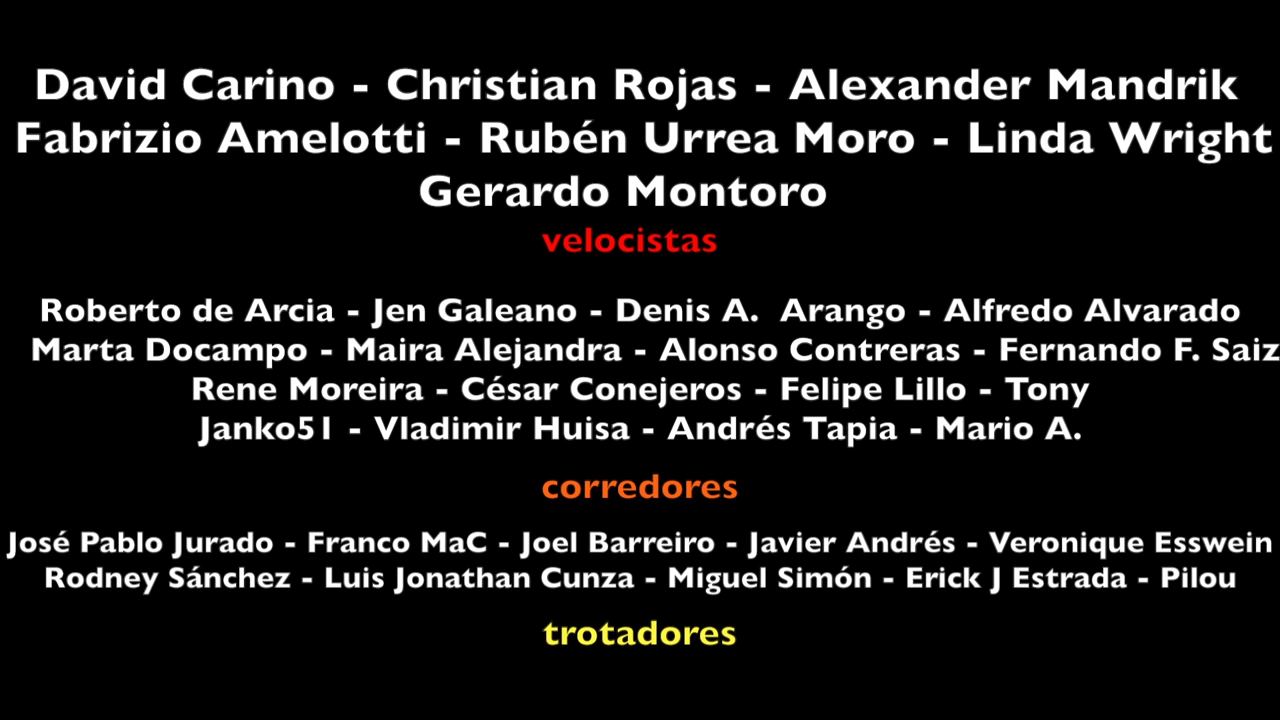 David Carino - Christian Rojas - Alexander Mandrik
Fabrizio Amelotti - Rubén Urrea Moro - Linda Wright
Gerardo Montoro
velocistas
Roberto de Arcia - Jen Galeano - Denis A.  Arango - Alfredo Alvarado
Marta Docampo - Maira Alejandra - Alonso Contreras - Fernando F. Saiz
Rene Moreira - César Conejeros - Felipe Lillo - Tony
Janko51 - Vladimir Huisa - Andrés Tapia - Mario A.
corredores
José Pablo Jurado - Franco MaC - Joel Barreiro - Javier Andrés - Veronique Esswein
Rodney Sánchez - Luis Jonathan Cunza - Miguel Simón - Erick J Estrada - Pilou
trotadores